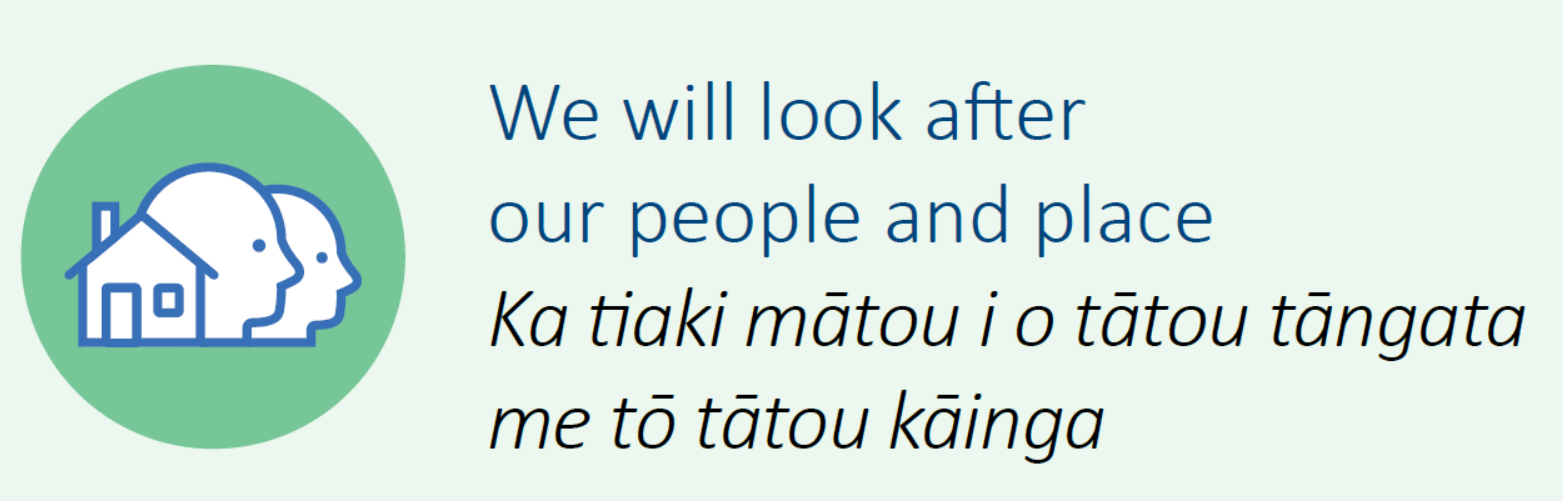 We will look after
our people and place
Ka tiaki mātou i o tātou tāngata
me tō tātou kāinga